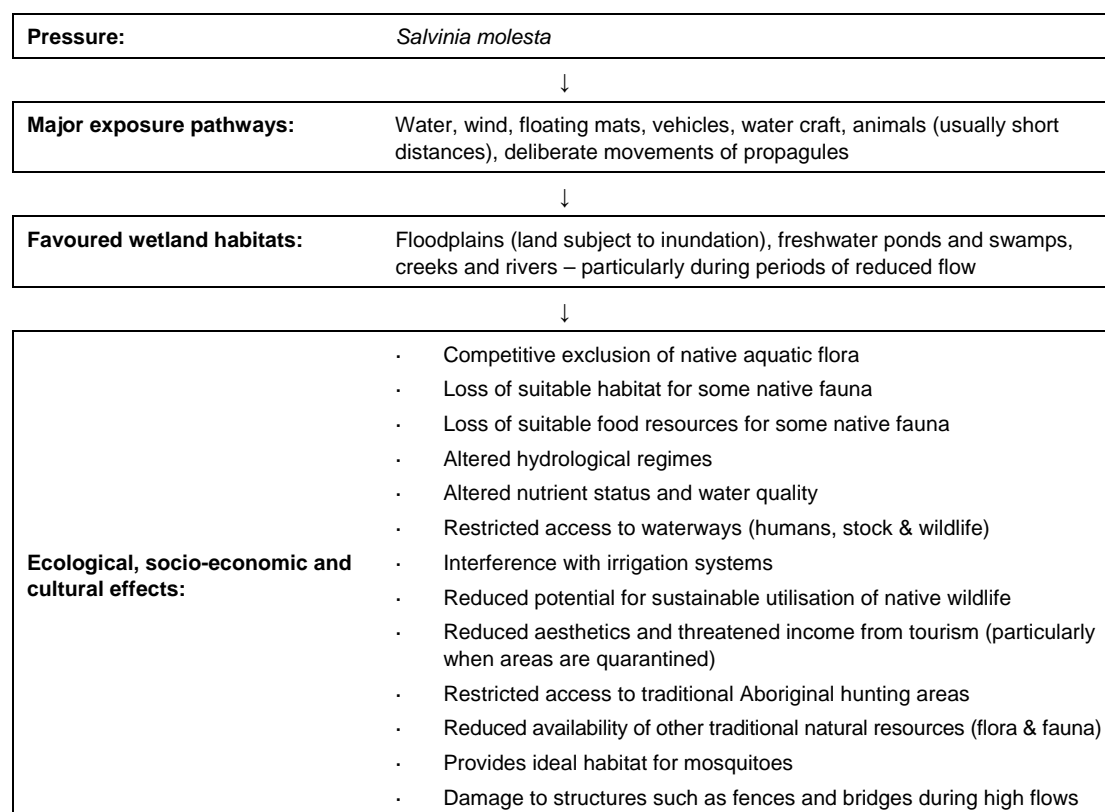 Pressure: Salvinia molesta
↓
Major exposure pathways: Water, wind, floating mats, vehicles, water craft, animals (usually short
distances), deliberate movements of propagules
↓
Favoured wetland habitats: Floodplains (land subject to inundation), freshwater ponds and swamps,
creeks and rivers – particularly during periods of reduced flow
↓
Ecological, socio-economic and
cultural effects:
· Competitive exclusion of native aquatic flora
· Loss of suitable habitat for some native fauna
· Loss of suitable food resources for some native fauna
· Altered hydrological regimes
· Altered nutrient status and water quality
· Restricted access to waterways (humans, stock & wildlife)
· Interference with irrigation systems
· Reduced potential for sustainable utilisation of native wildlife
· Reduced aesthetics and threatened income from tourism (particularly
when areas are quarantined)
· Restricted access to traditional Aboriginal hunting areas
· Reduced availability of other traditional natural resources (flora & fauna)
· Provides ideal habitat for mosquitoes
· Damage to structures such as fences and bridges during high flows